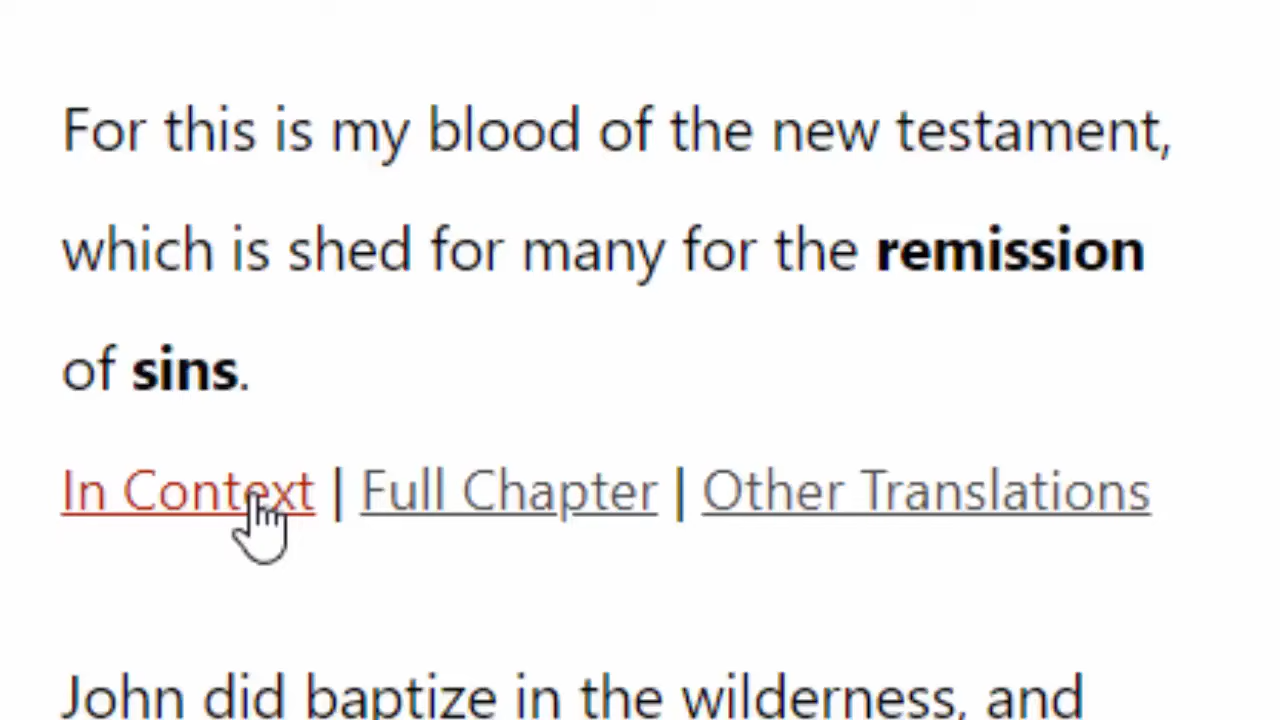 For this is my blood of the new testament,
which is shed for many for the remission
of sins.
In Context | Full Chapter | Other Translations
John did baptize in the wilderness, and